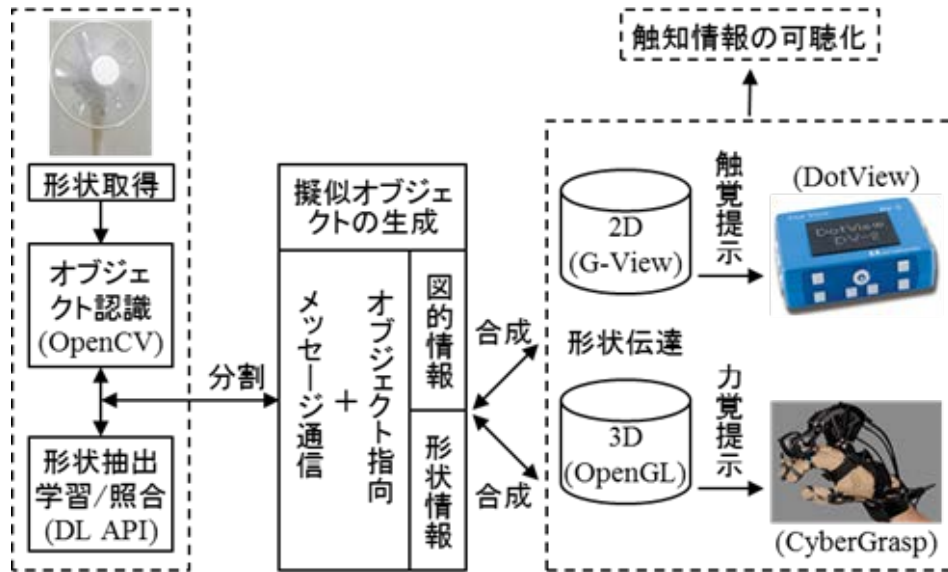 形状取得
オブジェ
クト認識
(OpenCV)
形状抽出
学習/照合
(DL API)
分割
擬似オブジェ
クトの生成
メッセージ通信
+
オブジェクト指向
図的情報
形状情報
合成
合成
触知情報の可聴化
2D
(G-View)
触覚提示
(DotView)
DotView
DV-2
形状伝達
3D
(OpenGL)
力覚提示
(CyberGrasp)